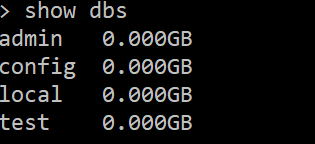 > show dbs
admin   0.000GB
config  0.000GB
local   0.000GB
test    0.000GB